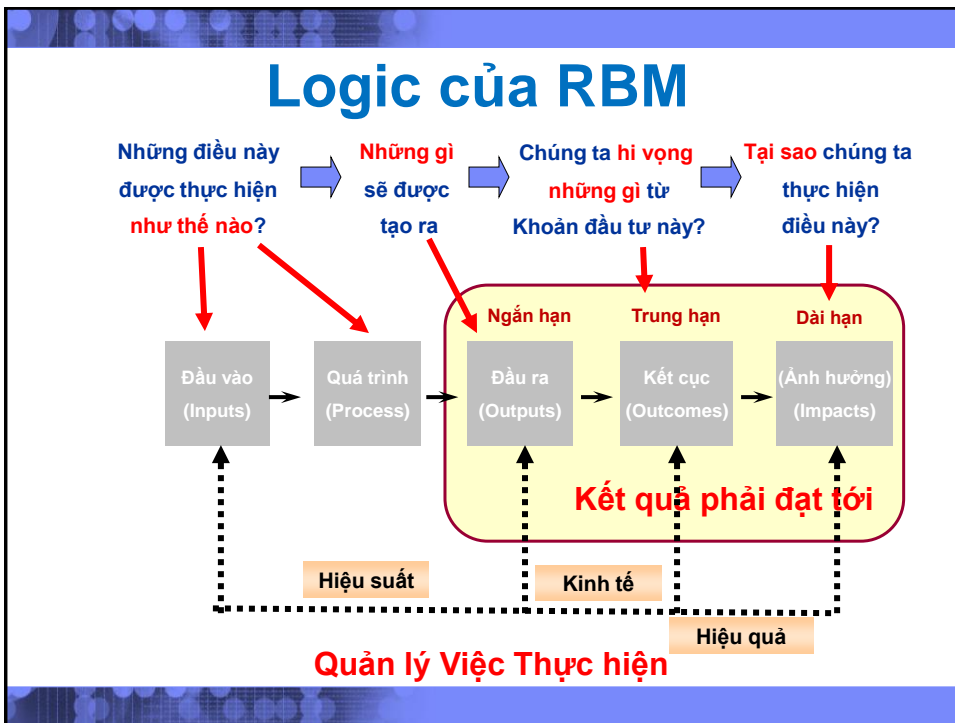 Logic của RBM
Những điều này
được thực hiện
như thế nào?
Những gì
sẽ được
tạo ra
Chúng ta hi vọng
những gì từ
Khoản đầu tư này?
Tại sao chúng ta
thực hiện
điều này?
Ngắn hạn
Trung hạn
Dài hạn
Đầu vào
(Inputs)
Quá trình
(Process)
Đầu ra
(Outputs)
Kết cục
(Outcomes)
(Ảnh hưởng)
(Impacts)
Kết quả phải đạt tới
Hiệu suất
Kinh tế
Hiệu quả
Quản lý Việc Thực hiện